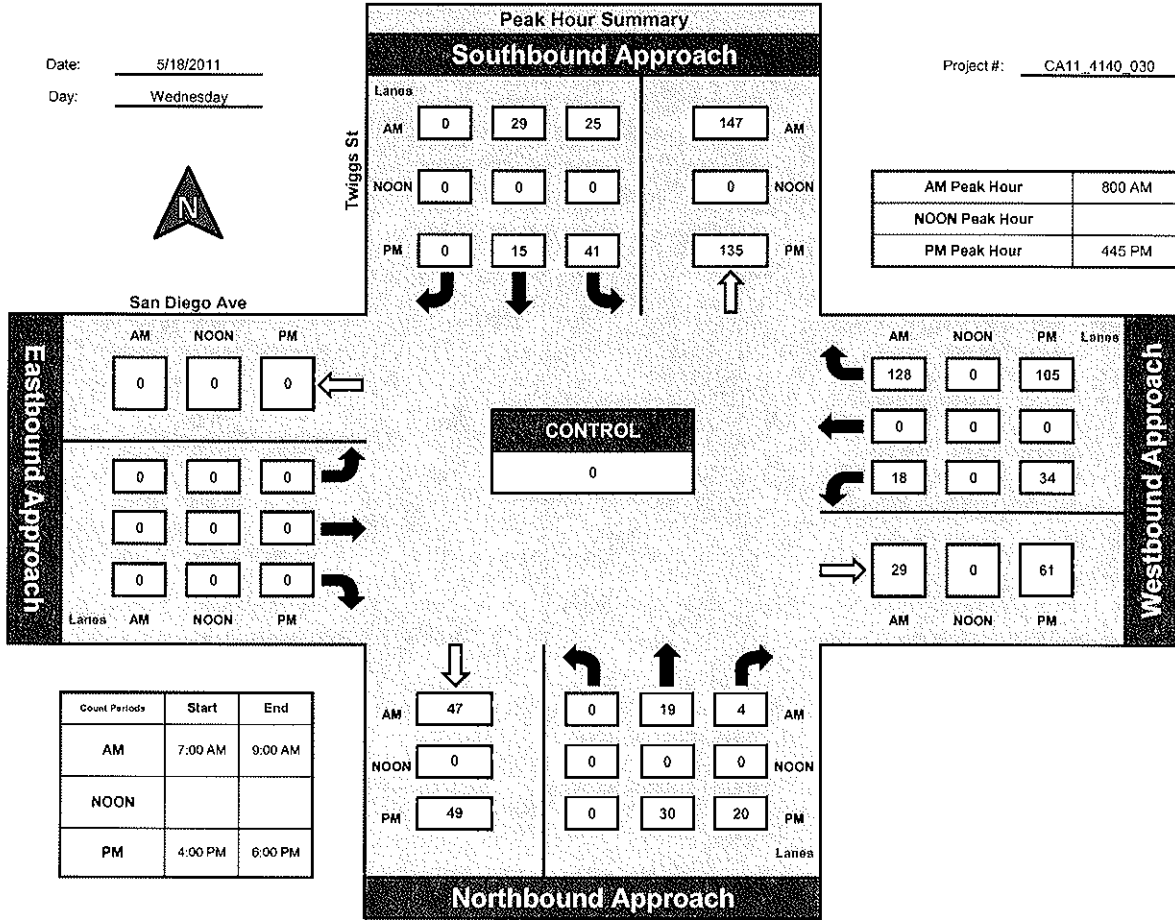 Peak Hour Summary
Southbound Approach
Date: 5/18/2011
Day: Wednesday
Project #: CA11_4140_030
N
Twiggs St
Lanes
AM 0 29 25 147 AM
NOON 0 0 0 0 NOON
PM 0 15 41 135 PM
AM Peak Hour 800 AM
NOON Peak Hour
PM Peak Hour 445 PM
San Diego Ave
Eastbound Approach
AM NOON PM
0 0 0
0 0 0
0 0 0
0 0 0
Lanes AM NOON PM
CONTROL
0
Westbound Approach
AM NOON PM Lanes
128 0 105
0 0 0
18 0 34
29 0 61
AM NOON PM
Count Periods Start End
AM 7:00 AM 9:00 AM
NOON
PM 4:00 PM 6:00 PM
AM 47 0 19 4 AM
NOON 0 0 0 0 NOON
PM 49 0 30 20 PM
Lanes
Northbound Approach